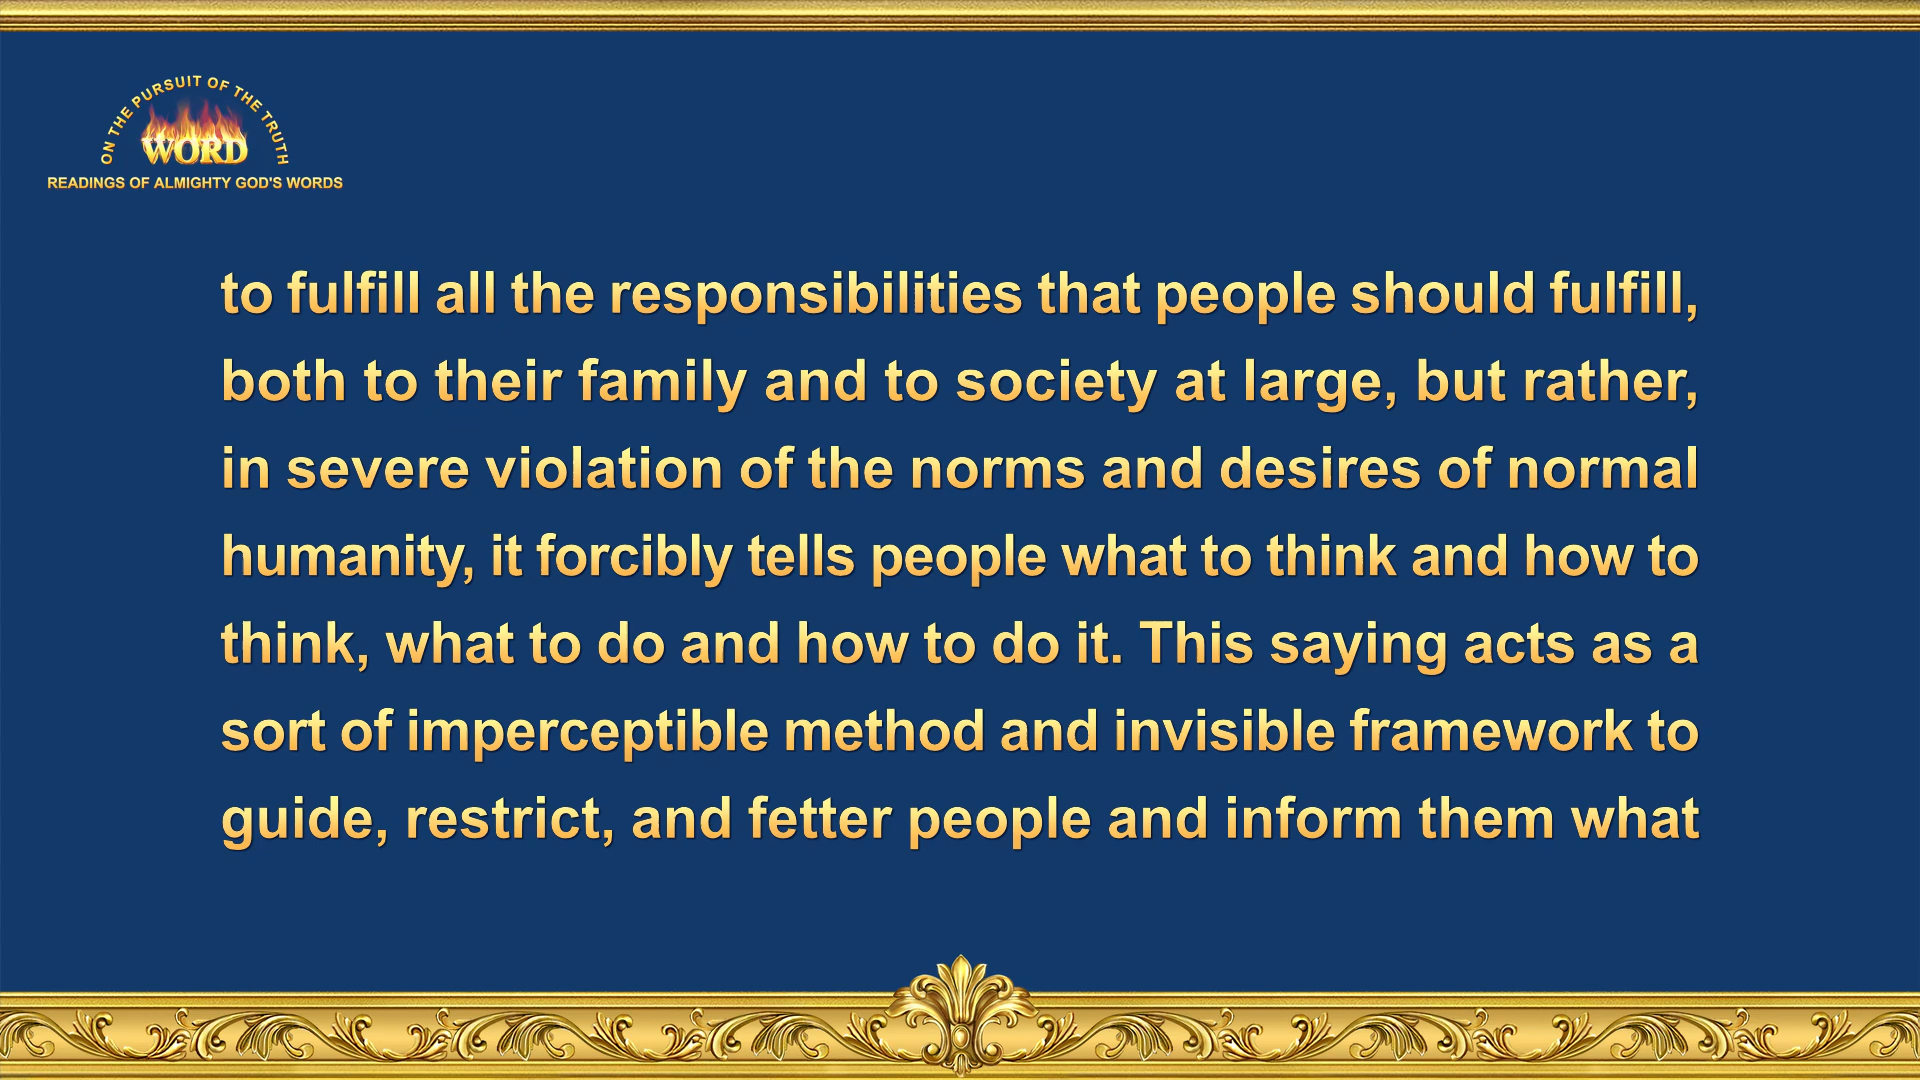 ON THE PURSUIT OF THE TRUTH
WORD
READINGS OF ALMIGHTY GOD'S WORDS
to fulfill all the responsibilities that people should fulfill,
both to their family and to society at large, but rather,
in severe violation of the norms and desires of normal
humanity, it forcibly tells people what to think and how to
think, what to do and how to do it. This saying acts as a
sort of imperceptible method and invisible framework to
guide, restrict, and fetter people and inform them what